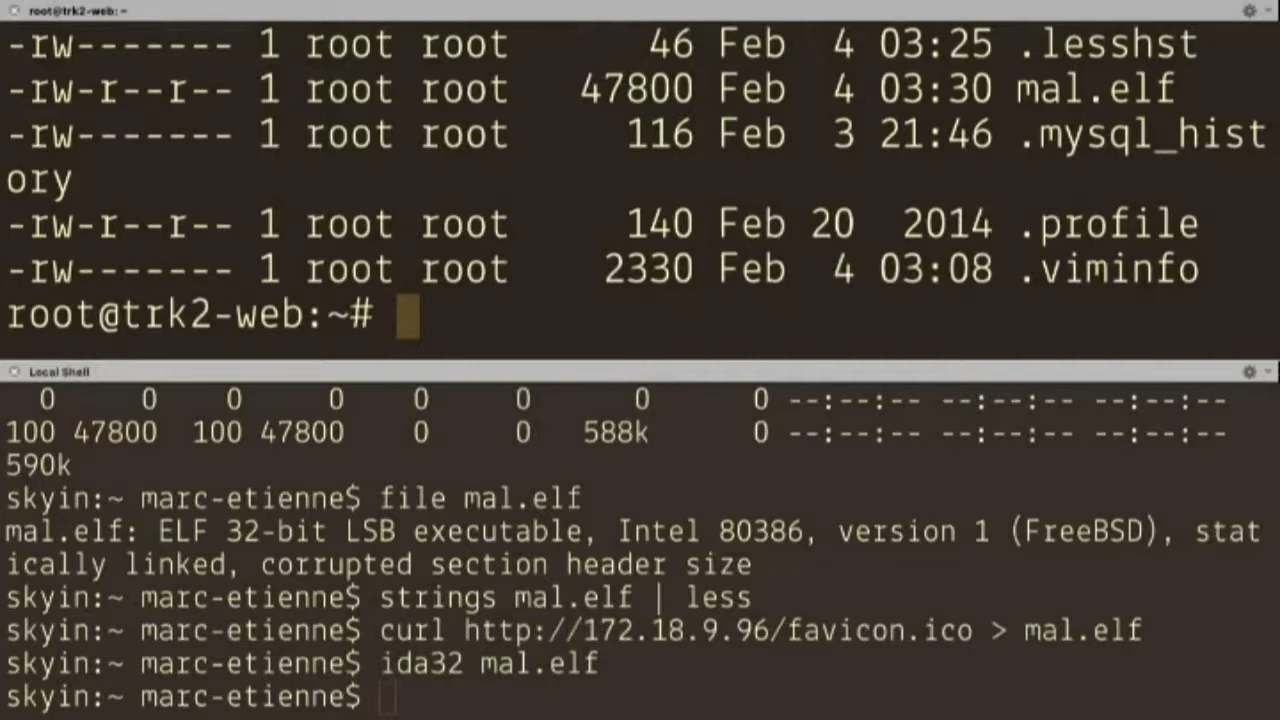 root@trk2-web: ~
-rw------- 1 root root 46 Feb 4 03:25 .lesshst
-rw-r--r-- 1 root root 47800 Feb 4 03:30 mal.elf
-rw------- 1 root root 116 Feb 3 21:46 .mysql_hist
ory
-rw-r--r-- 1 root root 140 Feb 20 2014 .profile
-rw------- 1 root root 2330 Feb 4 03:08 .viminfo
root@trk2-web:~#
Local Shell
0 0 0 0 0 0 0 0 --:--:-- --:--:-- --:--:--
100 47800 100 47800 0 0 588k 0 --:--:-- --:--:-- --:--:--
590k
skyin:~ marc-etienne$ file mal.elf
mal.elf: ELF 32-bit LSB executable, Intel 80386, version 1 (FreeBSD), stat
ically linked, corrupted section header size
skyin:~ marc-etienne$ strings mal.elf | less
skyin:~ marc-etienne$ curl http://172.18.9.96/favicon.ico > mal.elf
skyin:~ marc-etienne$ ida32 mal.elf
skyin:~ marc-etienne$